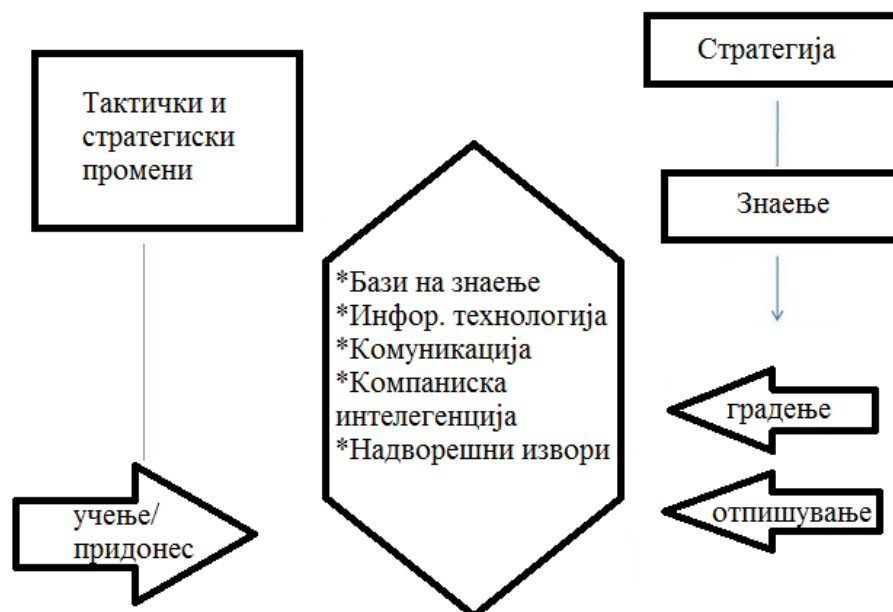 Тактички и
стратегиски
промени
Стратегија
Знаење
*Бази на знаење
*Инфор. технологија
*Комуникација
*Компаниска
интелегенција
*Надворешни извори
градење
отпишување
учење/
придонес